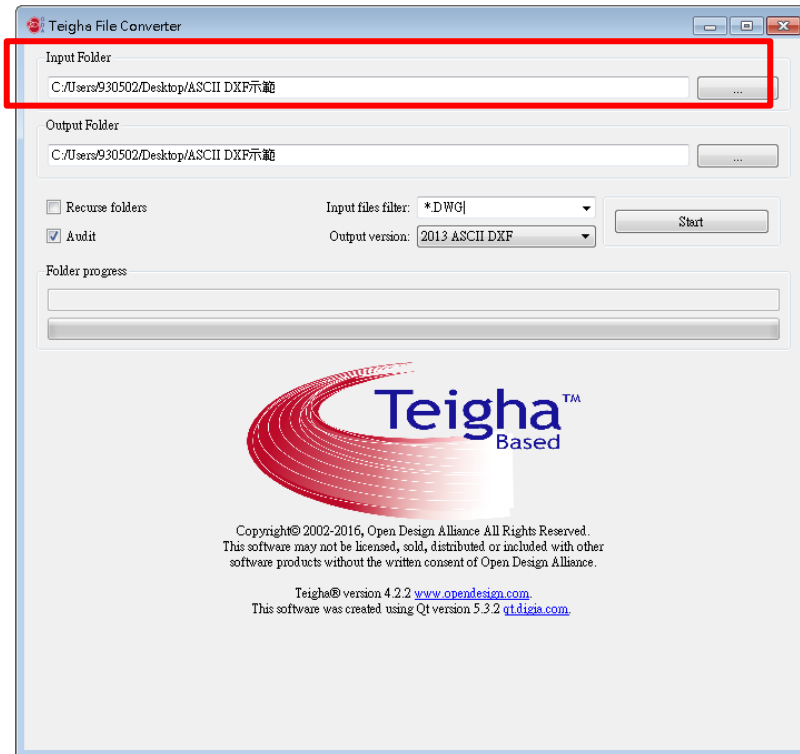 Teigha File Converter
Input Folder
C:/Users/930502/Desktop/ASCII DXF示範
...
Output Folder
C:/Users/930502/Desktop/ASCII DXF示範
...
Recurse folders
Input files filter: *.DWG
Start
Audit
Output version: 2013 ASCII DXF
Folder progress
Teigha™
Based
Copyright© 2002-2016, Open Design Alliance All Rights Reserved.
This software may not be licensed, sold, distributed or included with other
software products without the written consent of Open Design Alliance.
Teigha® version 4.2.2 www.opendesign.com.
This software was created using Qt version 5.3.2 qt.digia.com.